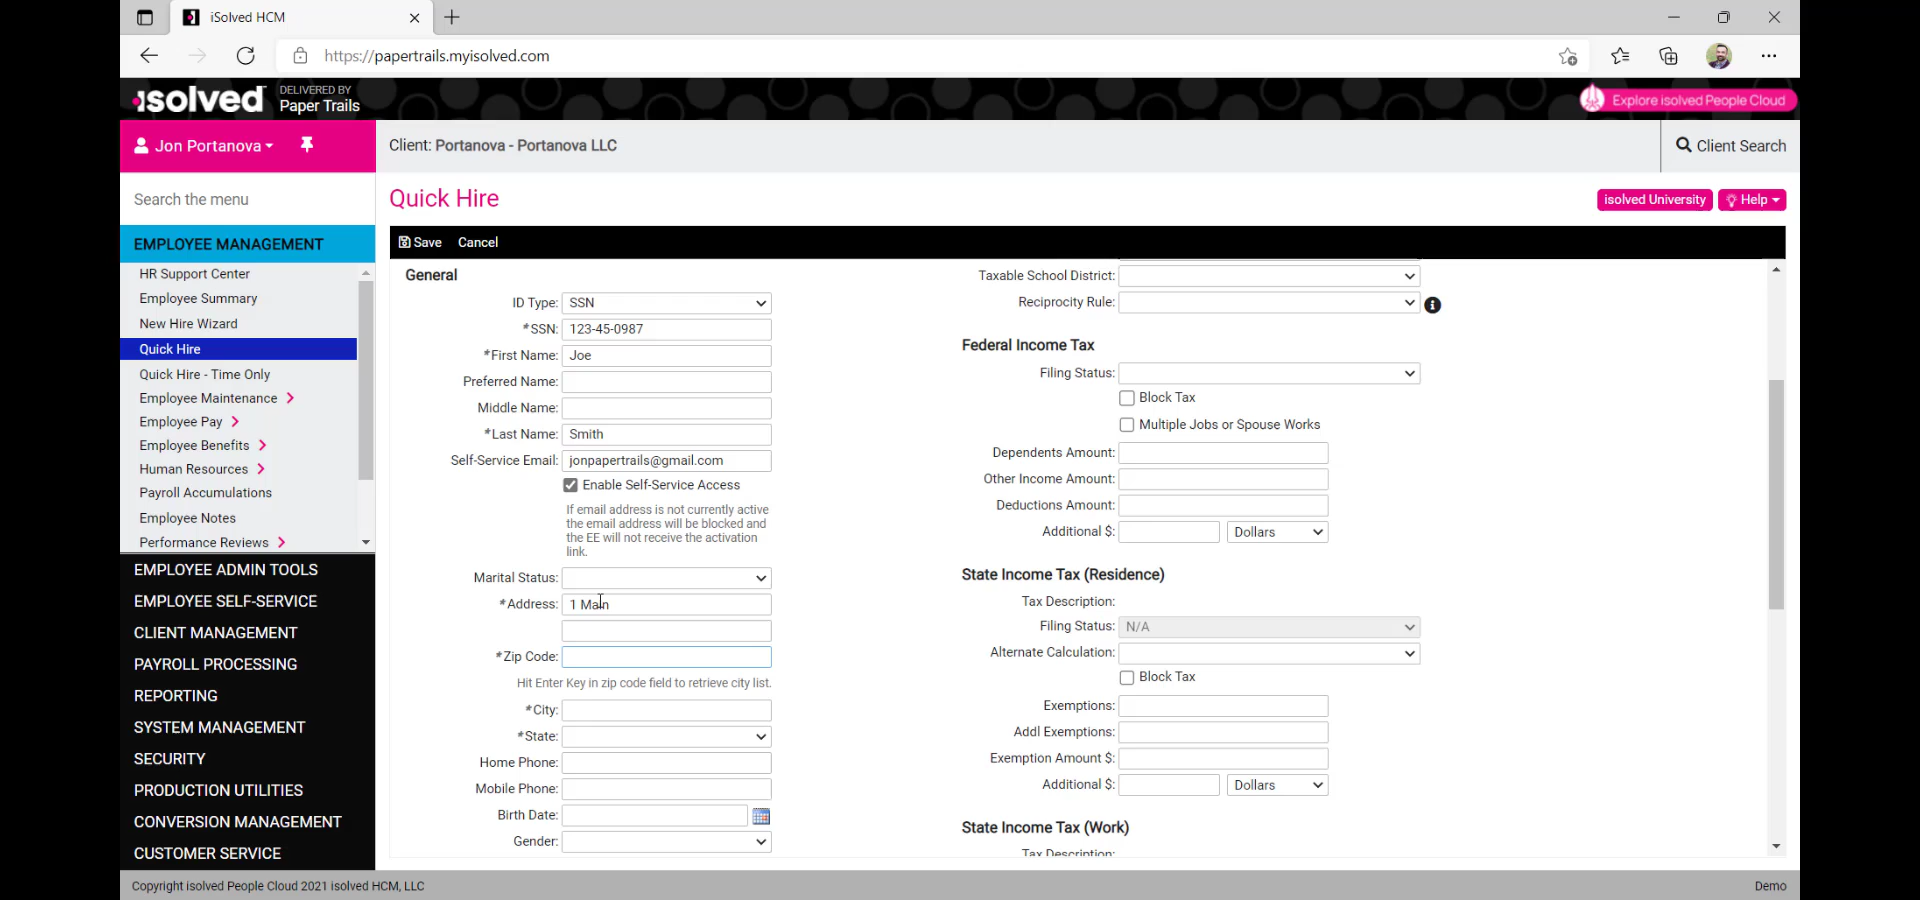 iSolved HCM
https://papertrails.myisolved.com
isolved DELIVERED BY Paper Trails
Explore isolved People Cloud
Jon Portanova
Client: Portanova - Portanova LLC
Client Search
Search the menu
Quick Hire
isolved University
Help
EMPLOYEE MANAGEMENT
HR Support Center
Employee Summary
New Hire Wizard
Quick Hire
Quick Hire - Time Only
Employee Maintenance
Employee Pay
Employee Benefits
Human Resources
Payroll Accumulations
Employee Notes
Performance Reviews
EMPLOYEE ADMIN TOOLS
EMPLOYEE SELF-SERVICE
CLIENT MANAGEMENT
PAYROLL PROCESSING
REPORTING
SYSTEM MANAGEMENT
SECURITY
PRODUCTION UTILITIES
CONVERSION MANAGEMENT
CUSTOMER SERVICE
Save Cancel
General
ID Type: SSN
*SSN: 123-45-0987
*First Name: Joe
Preferred Name:
Middle Name:
*Last Name: Smith
Self-Service Email: jonpapertrails@gmail.com
Enable Self-Service Access
If email address is not currently active
the email address will be blocked and
the EE will not receive the activation
link.
Marital Status:
*Address: 1 Main
*Zip Code:
Hit Enter Key in zip code field to retrieve city list.
*City:
*State:
Home Phone:
Mobile Phone:
Birth Date:
Gender:
Taxable School District:
Reciprocity Rule:
Federal Income Tax
Filing Status:
Block Tax
Multiple Jobs or Spouse Works
Dependents Amount:
Other Income Amount:
Deductions Amount:
Additional $: Dollars
State Income Tax (Residence)
Tax Description:
Filing Status: N/A
Alternate Calculation:
Block Tax
Exemptions:
Addl Exemptions:
Exemption Amount $:
Additional $: Dollars
State Income Tax (Work)
Tax Description:
Copyright isolved People Cloud 2021 isolved HCM, LLC
Demo